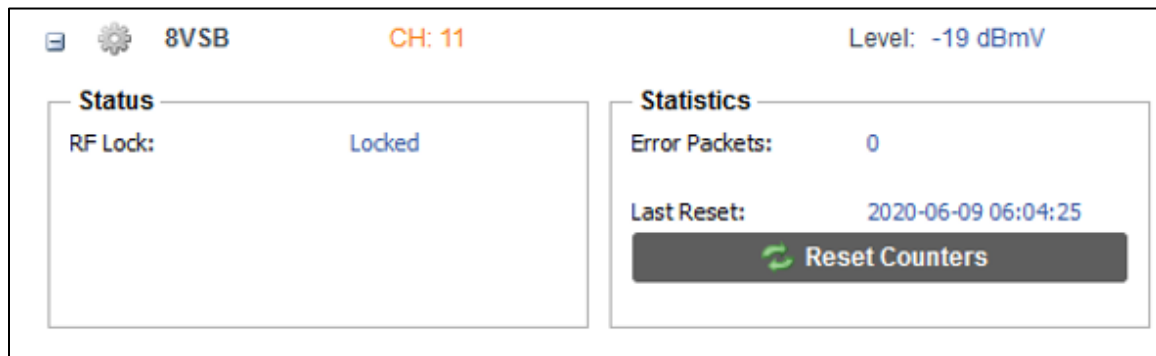 8VSB CH: 11 Level: -19 dBmV
Status
RF Lock: Locked
Statistics
Error Packets: 0
Last Reset: 2020-06-09 06:04:25
Reset Counters